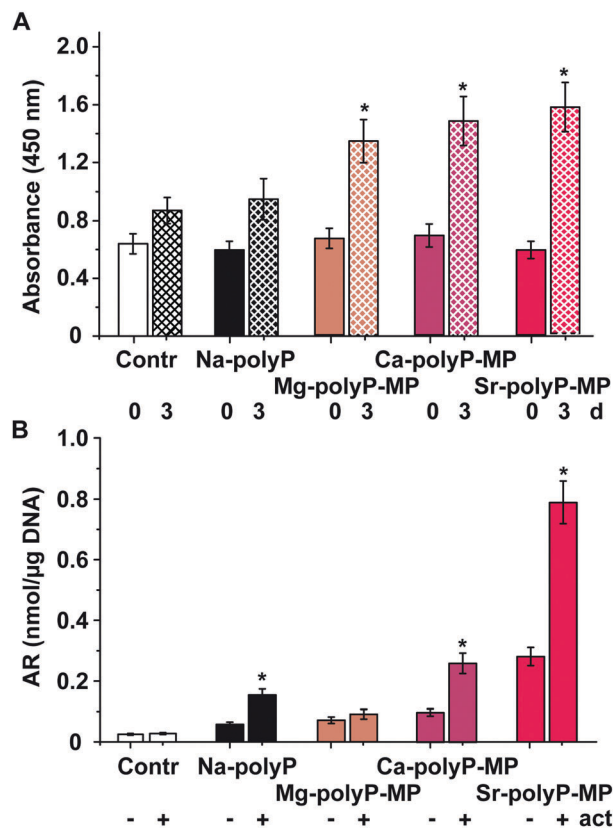 A
Absorbance (450 nm)
2.0
1.6
1.2
0.8
0.6
0
*
*
*
Contr
Na-polyP
Ca-polyP-MP
Mg-polyP-MP
Sr-polyP-MP
0 3 0 3 0 3 0 3 0 3 d
B
AR (nmol/µg DNA)
1.0
0.8
0.6
0.4
0.2
0
*
*
*
Contr
Na-polyP
Ca-polyP-MP
Mg-polyP-MP
Sr-polyP-MP
- + - + - + - + - + act